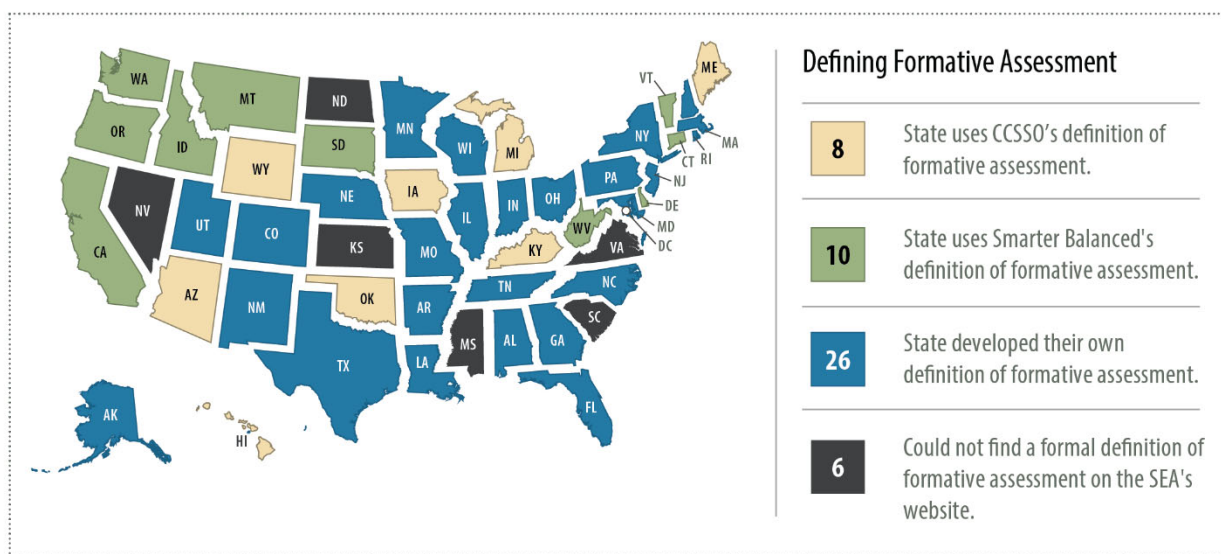 Defining Formative Assessment
8
State uses CCSSO's definition of
formative assessment.
10
State uses Smarter Balanced's
definition of formative assessment.
26
State developed their own
definition of formative assessment.
6
Could not find a formal definition of
formative assessment on the SEA's
website.
WA
MT
ND
MN
VT
ME
OR
ID
SD
WI
NY
MA
WY
MI
CT
RI
NE
IA
PA
NJ
NV
UT
IL
IN
OH
DE
CO
WV
MD
CA
KS
MO
KY
VA
DC
AZ
NM
OK
AR
TN
NC
SC
TX
LA
MS
AL
GA
AK
HI
FL